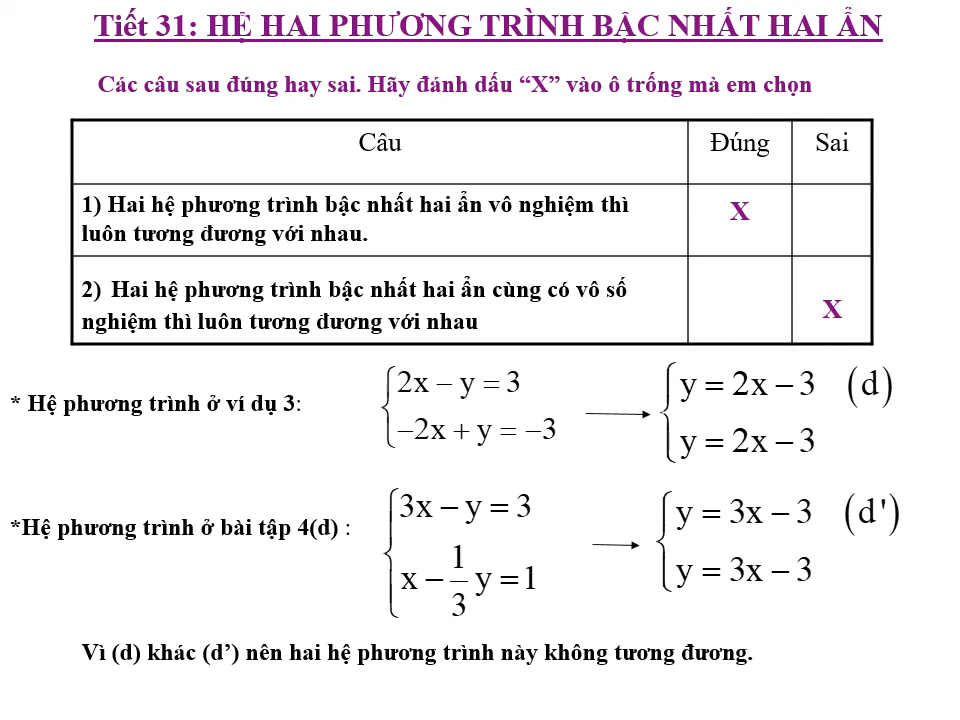 Tiết 31: HỆ HAI PHƯƠNG TRÌNH BẬC NHẤT HAI ẨN
Các câu sau đúng hay sai. Hãy đánh dấu “X” vào ô trống mà em chọn
Câu Đúng Sai
1) Hai hệ phương trình bậc nhất hai ẩn vô nghiệm thì
luôn tương đương với nhau.
X
2) Hai hệ phương trình bậc nhất hai ẩn cùng có vô số
nghiệm thì luôn tương đương với nhau
X
* Hệ phương trình ở ví dụ 3:
2x − y = 3
−2x + y = −3
y = 2x − 3 (d)
y = 2x − 3
*Hệ phương trình ở bài tập 4(d) :
3x − y = 3
x − 1/3 y = 1
y = 3x − 3 (d')
y = 3x − 3
Vì (d) khác (d’) nên hai hệ phương trình này không tương đương.